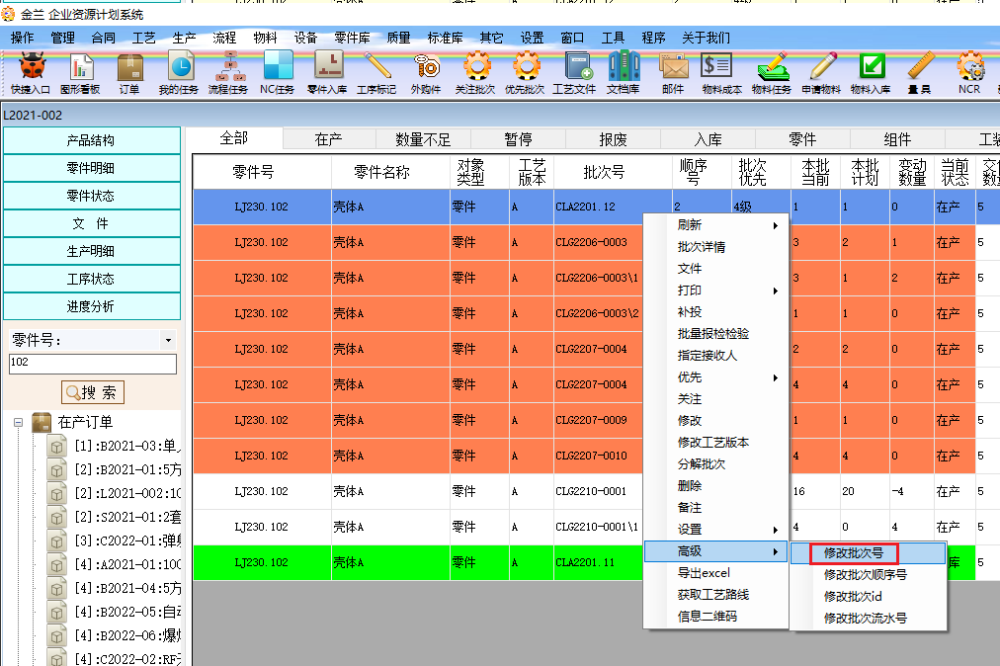 金兰 企业资源计划系统
操作 管理 合同 工艺 生产 流程 物料 设备 零件库 质量 标准库 其它 设置 窗口 工具 程序 关于我们
快捷入口 图形看板 订单 我的任务 流程任务 NC任务 零件入库 工序标记 外购件 关注批次 优先批次 工艺文件 文档库 邮件 物料成本 物料任务 申请物料 物料入库 量具 NCR
L2021-002
产品结构
零件明细
零件状态
文 件
生产明细
工序状态
进度分析
零件号:
102
搜 索
在产订单
[1]:B2021-03:单
[2]:B2021-01:5方
[2]:L2021-002:10
[2]:S2021-01:2套
[3]:C2022-01:弹射
[4]:A2021-01:100
[4]:B2021-04:5方
[4]:B2022-05:自动
[4]:B2022-06:爆炸
[4]:C2022-02:RF天
全部 在产 数量不足 暂停 报废 入库 零件 组件 工装
零件号 零件名称 对象类型 工艺版本 批次号 顺序号 批次优先 本批当前 本批计划 变动数量 当前状态 交付数量
LJ230.102 壳体A 零件 A CLA2201.12 2 4级 1 1 0 在产 5
LJ230.102 壳体A 零件 A CLG2206-0003 3 2 1 在产 5
LJ230.102 壳体A 零件 A CLG2206-0003\1 3 1 2 在产 5
LJ230.102 壳体A 零件 A CLG2206-0003\2 1 1 0 在产 5
LJ230.102 壳体A 零件 A CLG2207-0004 2 2 0 在产 5
LJ230.102 壳体A 零件 A CLG2207-0004 4 4 0 在产 5
LJ230.102 壳体A 零件 A CLG2207-0009 1 1 0 在产 5
LJ230.102 壳体A 零件 A CLG2207-0010 4 4 0 在产 5
LJ230.102 壳体A 零件 A CLG2210-0001 16 20 -4 在产 5
LJ230.102 壳体A 零件 A CLG2210-0001\1 4 0 4 在产 5
LJ230.102 壳体A 零件 A CLA2201.11 库 5
刷新
批次详情
文件
打印
补投
批量报检检验
指定接收人
优先
关注
修改
修改工艺版本
分解批次
删除
备注
设置
高级
导出excel
获取工艺路线
信息二维码
修改批次号
修改批次顺序号
修改批次id
修改批次流水号